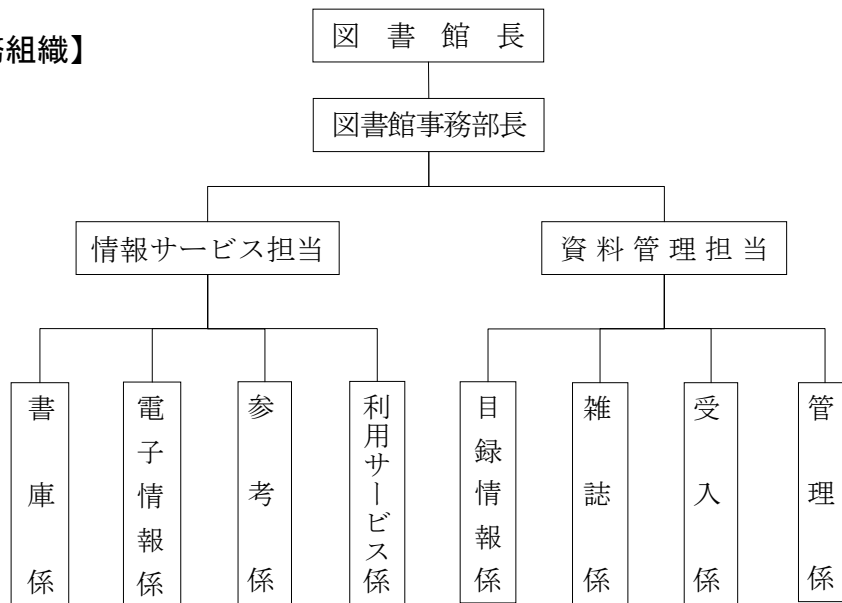 務組織】
図書館長
図書館事務部長
情報サービス担当
資料管理担当
書庫係
電子情報係
参考係
利用サービス係
目録情報係
雑誌係
受入係
管理係